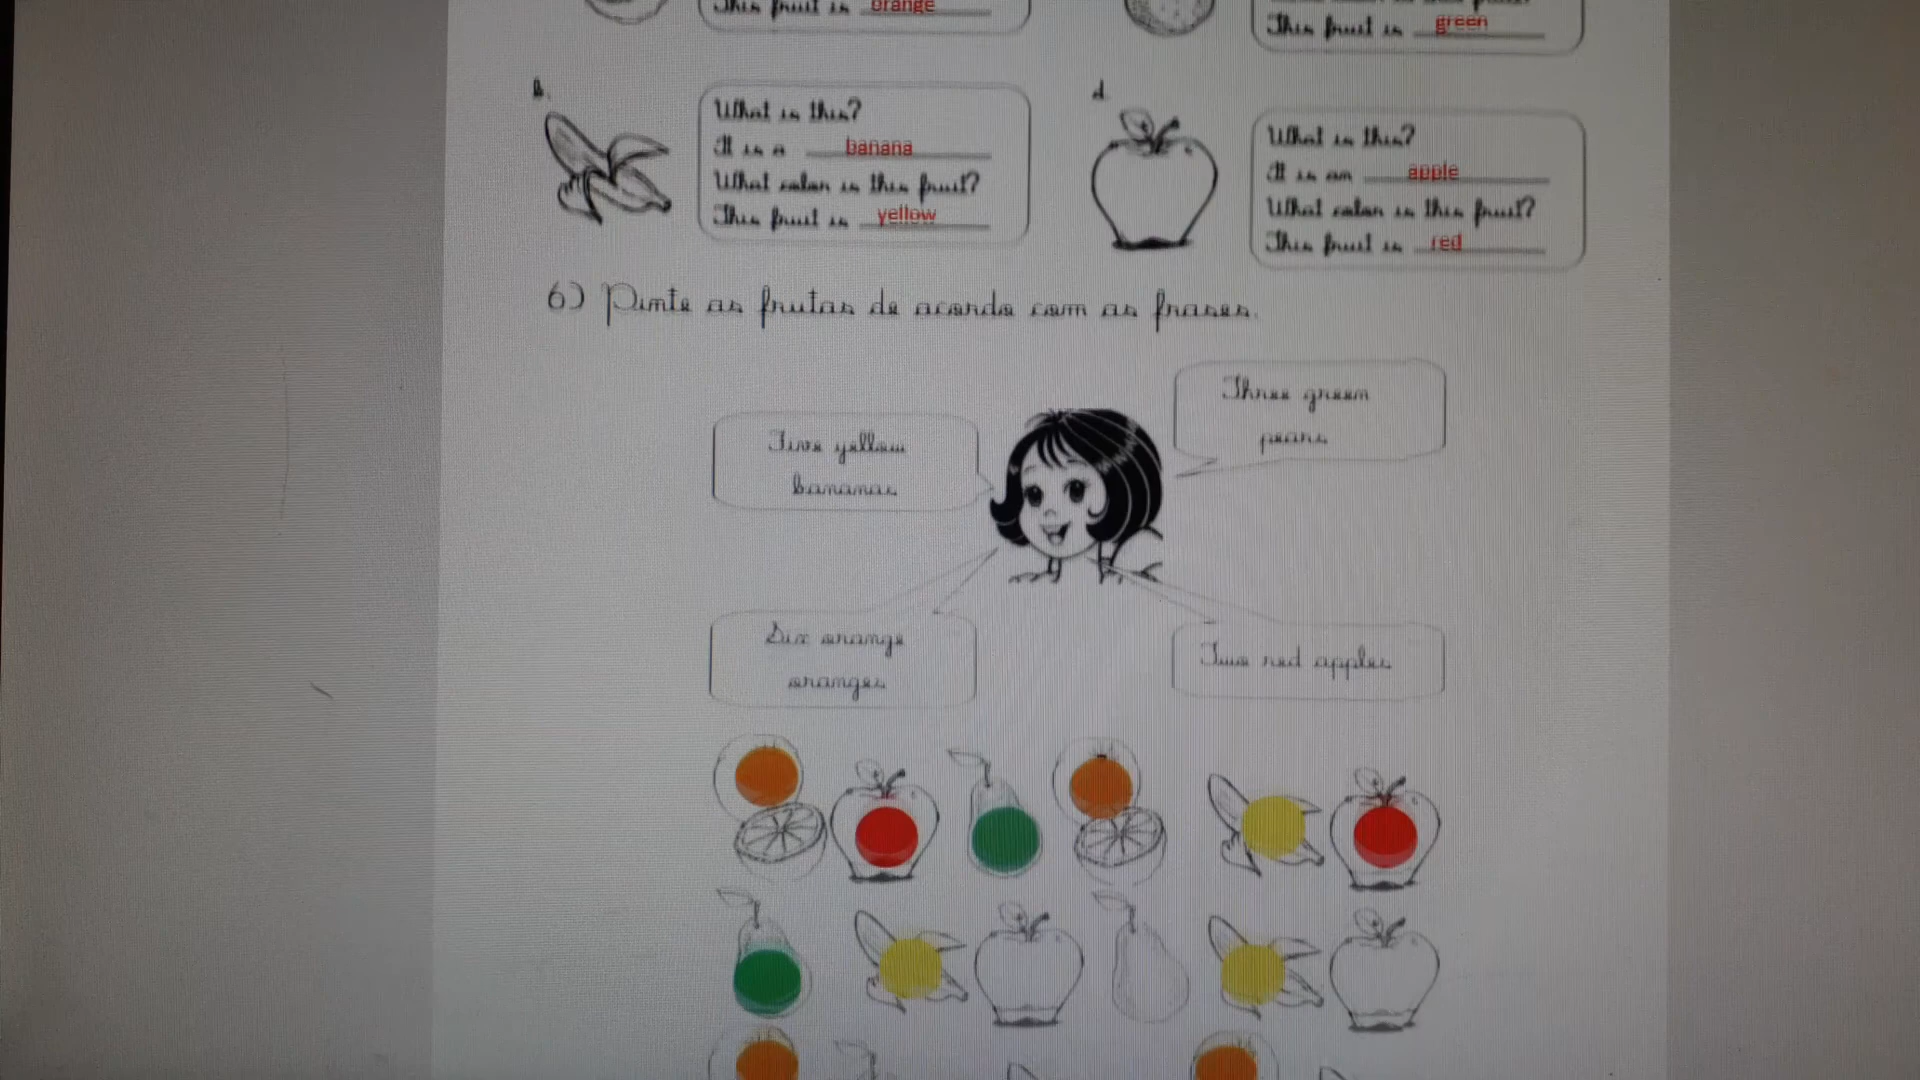 This fruit is orange
This fruit is green
b.
What is this?
It is a banana
What color is this fruit?
This fruit is yellow
d.
What is this?
It is an apple
What color is this fruit?
This fruit is red
6) Pinte as frutas de acordo com as frases.
Three green
pears
Five yellow
bananas
Six orange
oranges
Two red apples